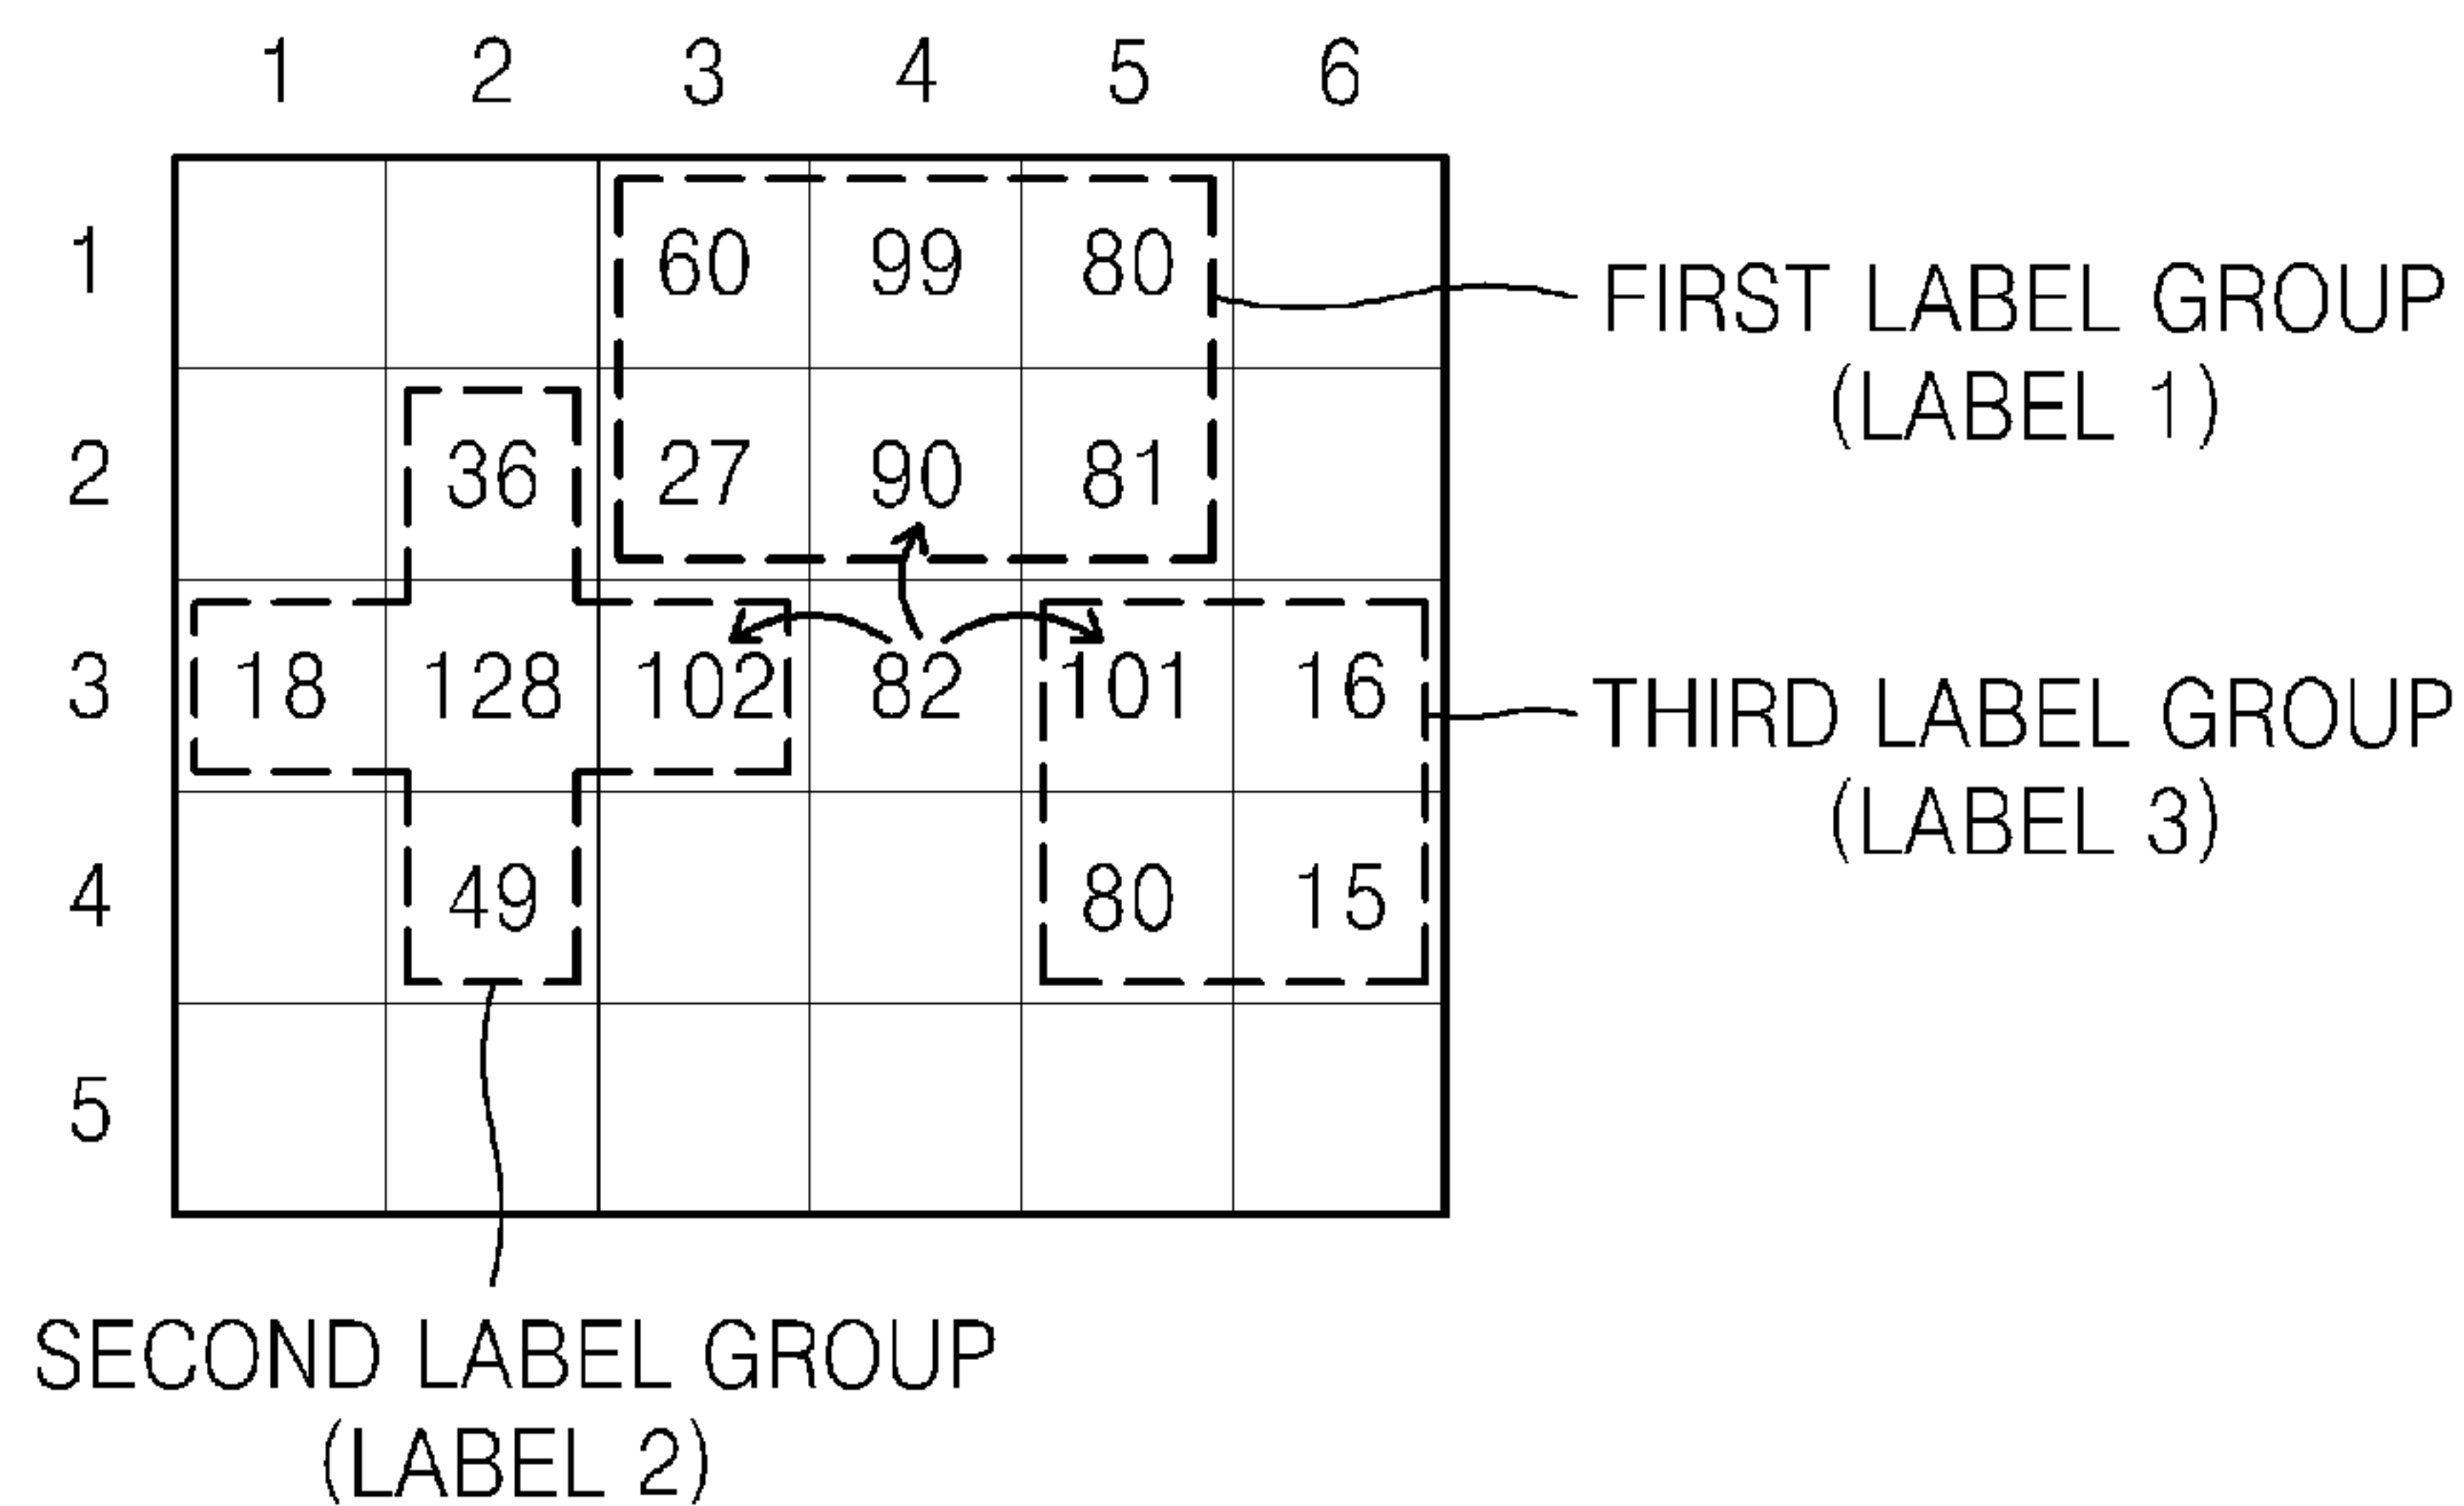 1 2 3 4 5 6
1 60 99 80
FIRST LABEL GROUP
(LABEL 1)
2 36 27 90 81
3 18 128 102 82 101 16
THIRD LABEL GROUP
(LABEL 3)
4 49 80 15
5
SECOND LABEL GROUP
(LABEL 2)